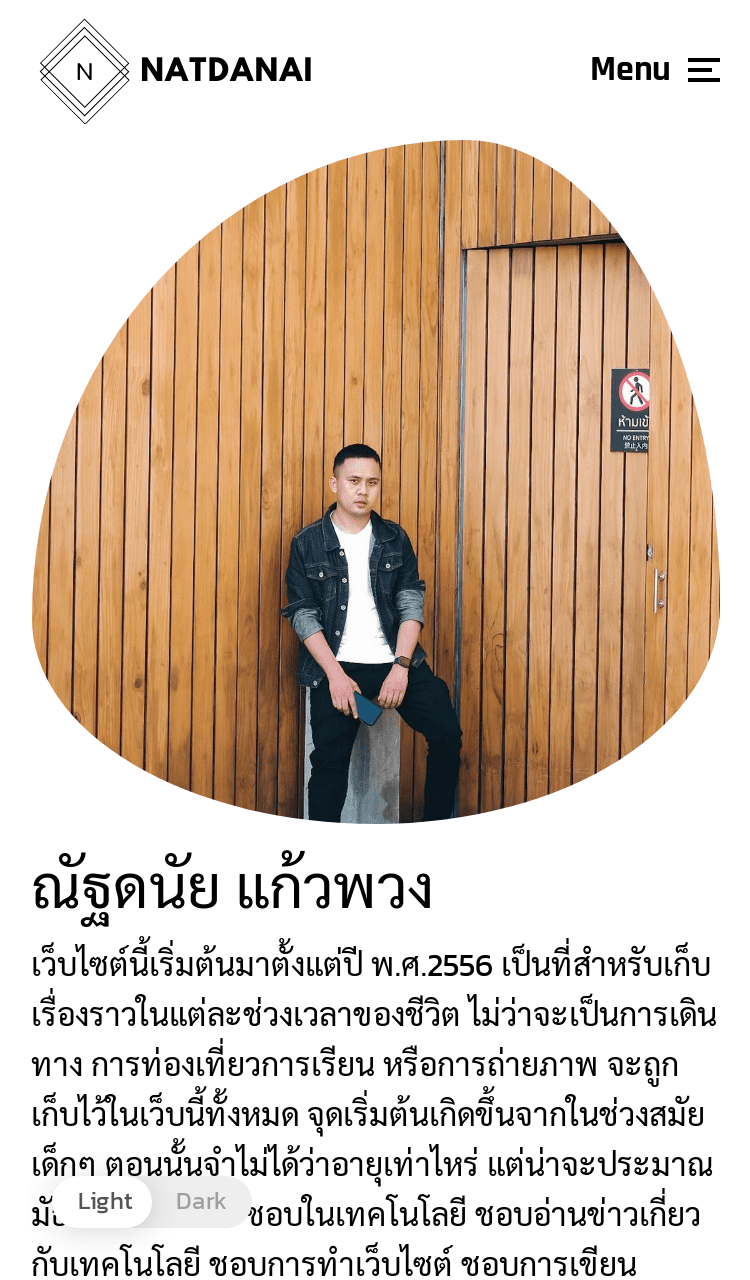 N
NATDANAI
Menu
NO ENTRY
禁止入内
ณัฐดนัย แก้วพวง
เว็บไซต์นี้เริ่มต้นมาตั้งแต่ปี พ.ศ.2556 เป็นที่สำหรับเก็บ
เรื่องราวในแต่ละช่วงเวลาของชีวิต ไม่ว่าจะเป็นการเดิน
ทาง การท่องเที่ยวการเรียน หรือการถ่ายภาพ จะถูก
เก็บไว้ในเว็บนี้ทั้งหมด จุดเริ่มต้นเกิดขึ้นจากในช่วงสมัย
เด็กๆ ตอนนั้นจำไม่ได้ว่าอายุเท่าไหร่ แต่น่าจะประมาณ
Light Dark ชอบในเทคโนโลยี ชอบอ่านข่าวเกี่ยว
กับเทคโนโลยี ชอบการทำเว็บไซต์ ชอบการเขียน